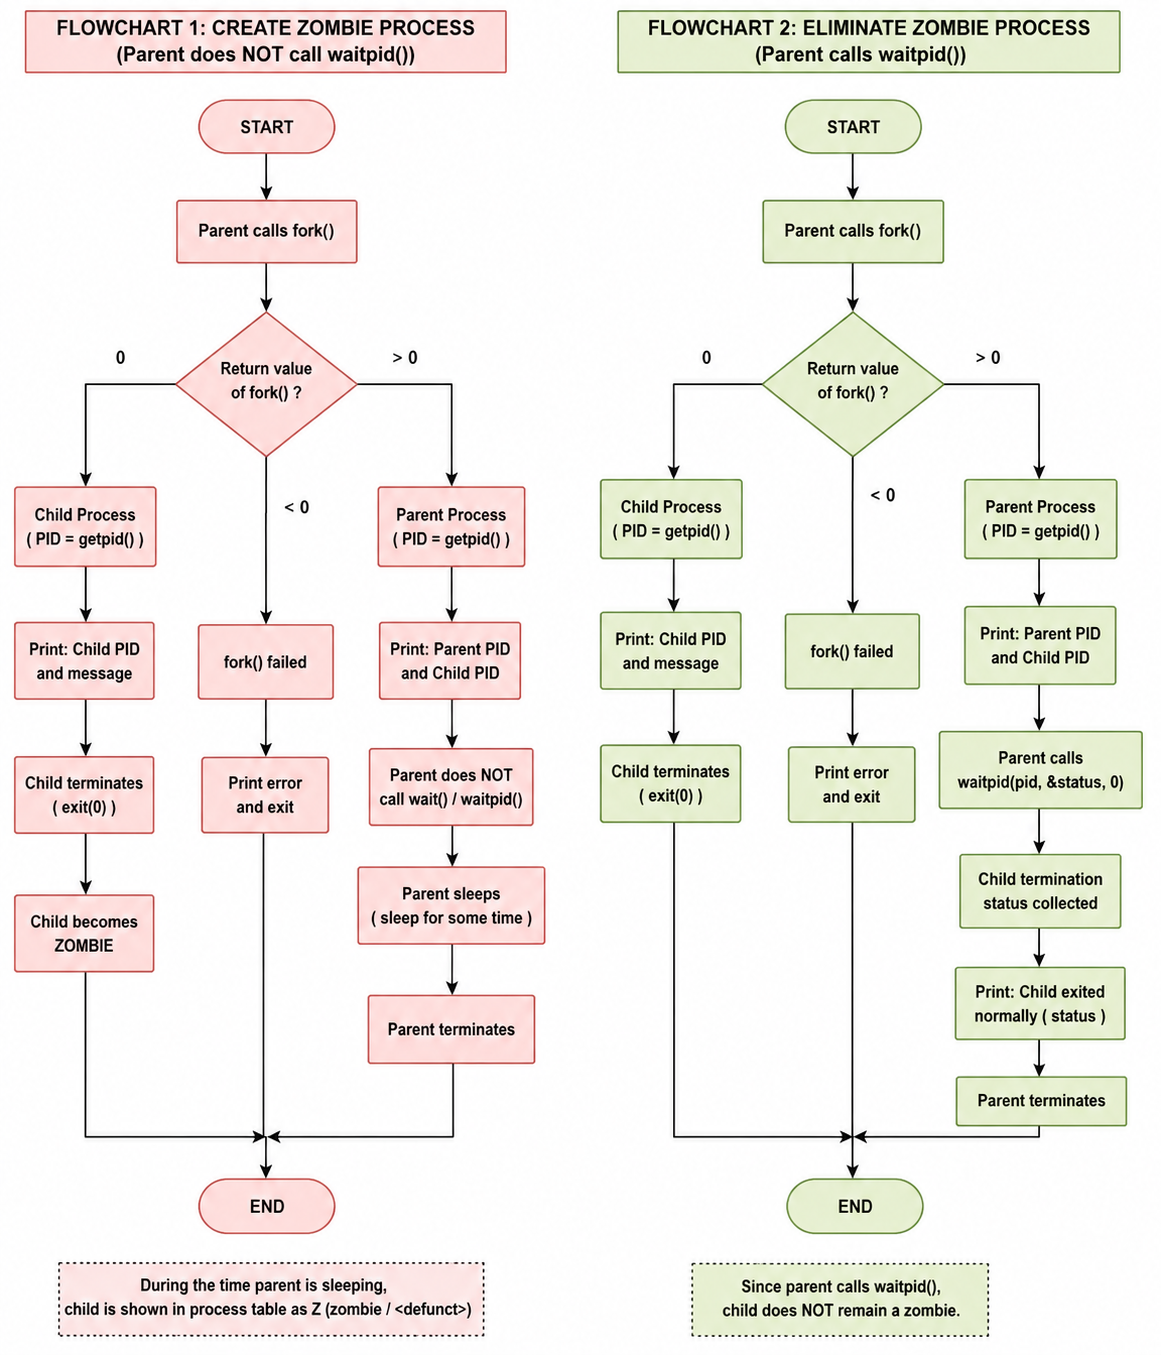 FLOWCHART 1: CREATE ZOMBIE PROCESS
(Parent does NOT call waitpid())
START
Parent calls fork()
Return value
of fork() ?
0
> 0
< 0
Child Process
( PID = getpid() )
Print: Child PID
and message
Child terminates
( exit(0) )
Child becomes
ZOMBIE
fork() failed
Print error
and exit
Parent Process
( PID = getpid() )
Print: Parent PID
and Child PID
Parent does NOT
call wait() / waitpid()
Parent sleeps
( sleep for some time )
Parent terminates
END
During the time parent is sleeping,
child is shown in process table as Z (zombie / <defunct>)
FLOWCHART 2: ELIMINATE ZOMBIE PROCESS
(Parent calls waitpid())
START
Parent calls fork()
Return value
of fork() ?
0
> 0
< 0
Child Process
( PID = getpid() )
Print: Child PID
and message
Child terminates
( exit(0) )
fork() failed
Print error
and exit
Parent Process
( PID = getpid() )
Print: Parent PID
and Child PID
Parent calls
waitpid(pid, &status, 0)
Child termination
status collected
Print: Child exited
normally ( status )
Parent terminates
END
Since parent calls waitpid(),
child does NOT remain a zombie.